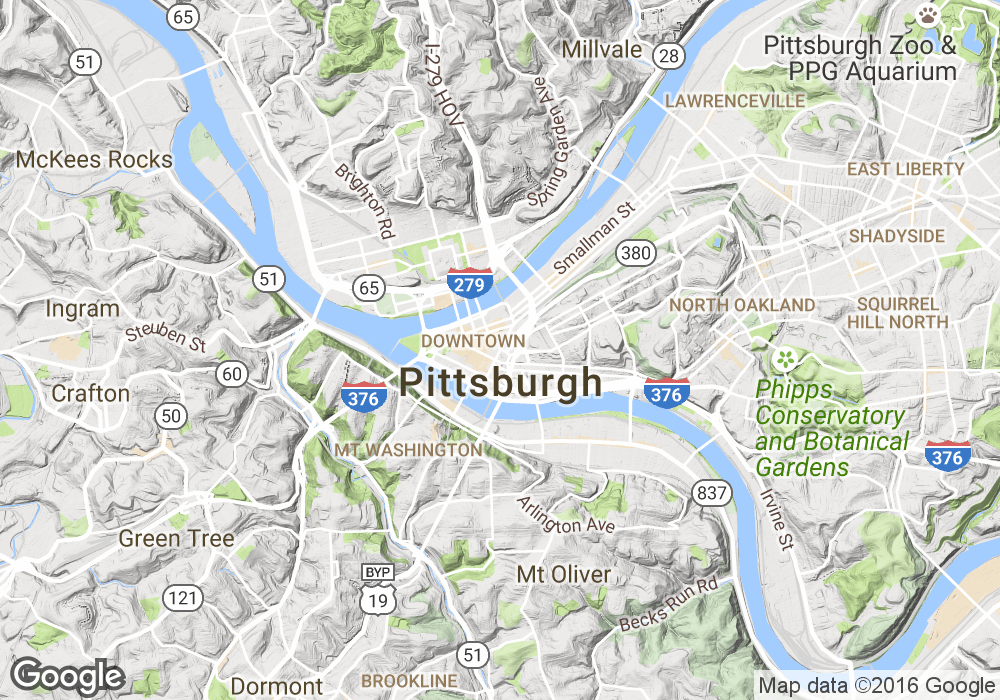 65
Millvale
28
51
Pittsburgh Zoo &
PPG Aquarium
I-279 HOV
LAWRENCEVILLE
Spring Garden Ave
McKees Rocks
EAST LIBERTY
Brighton Rd
Smallman St
SHADYSIDE
380
51
65
279
Ingram
NORTH OAKLAND
SQUIRREL
HILL NORTH
Steuben St
DOWNTOWN
60
Pittsburgh
Crafton
376
376
Phipps
Conservatory
and Botanical
Gardens
50
MT WASHINGTON
376
837
Irvine St
Arlington Ave
Green Tree
BYP
19
Mt Oliver
121
Becks Run Rd
51
Google
Dormont
BROOKLINE
Map data ©2016 Google